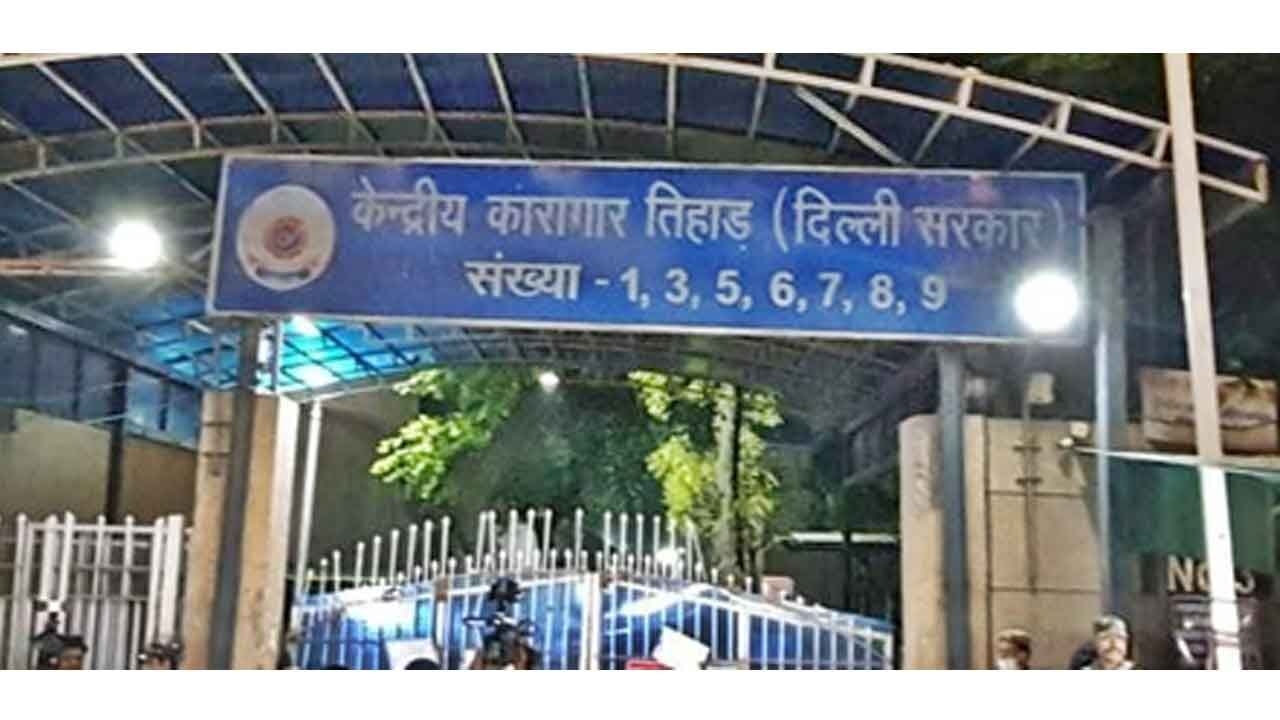 केन्द्रीय कारागार तिहाड़ (दिल्ली सरकार)
संख्या - 1, 3, 5, 6, 7, 8, 9